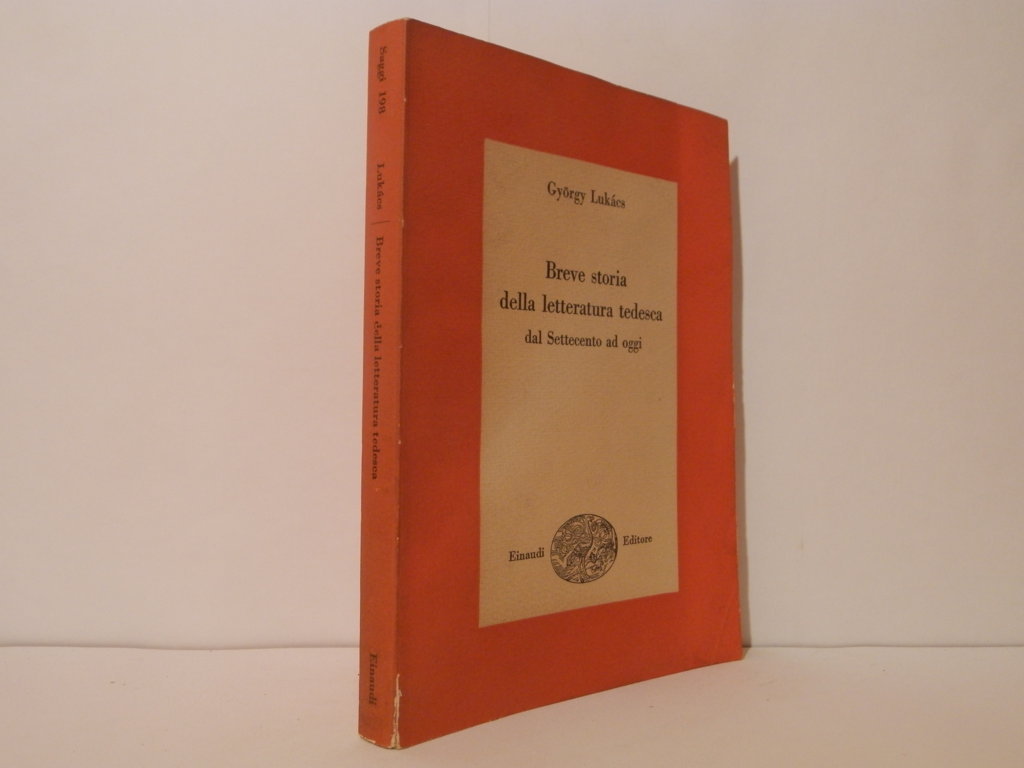 Saggi 198 Lukács | Breve storia della letteratura tedesca Einaudi
György Lukács
Breve storia
della letteratura tedesca
dal Settecento ad oggi
Einaudi Editore